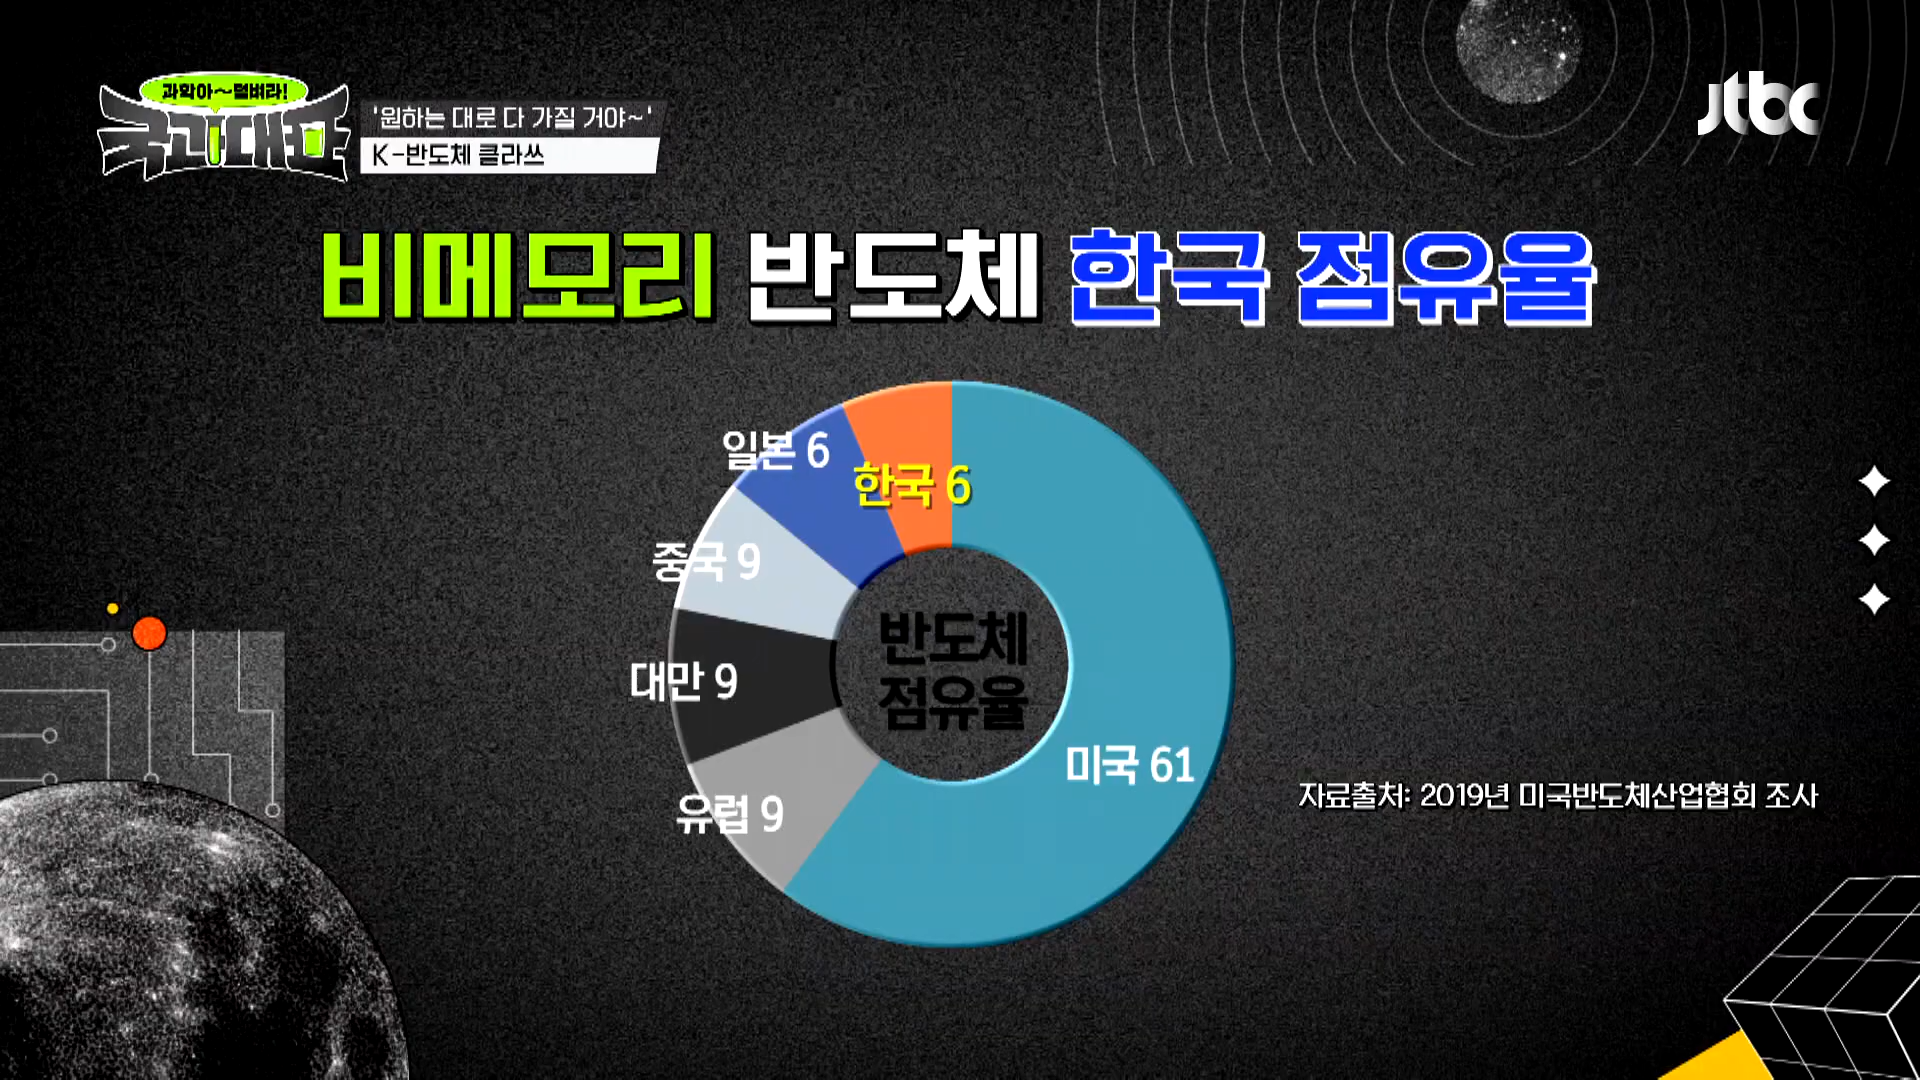 과학아~덤벼라!
국과대표
'원하는 대로 다 가질 거야~'
K-반도체 클라쓰
jtbc
비메모리 반도체 한국 점유율
일본 6
한국 6
중국 9
반도체
점유율
대만 9
미국 61
유럽 9
자료출처: 2019년 미국반도체산업협회 조사